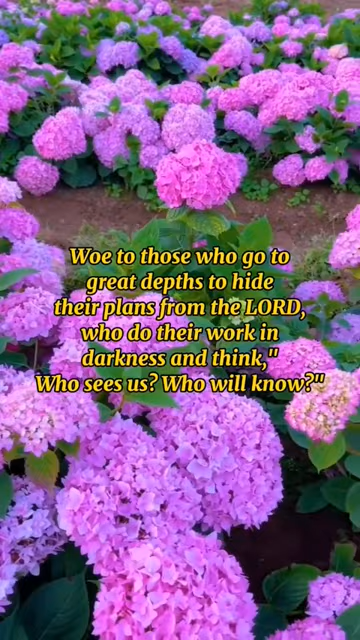 Woe to those who go to
great depths to hide
their plans from the LORD,
who do their work in
darkness and think,"
Who sees us? Who will know?"